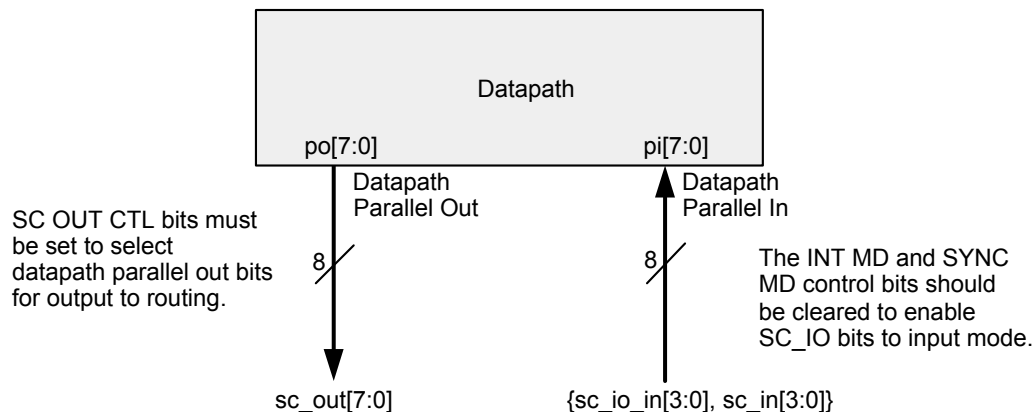 Datapath
po[7:0]
pi[7:0]
Datapath
Parallel Out
Datapath
Parallel In
SC OUT CTL bits must
be set to select
datapath parallel out bits
for output to routing.
8
8
The INT MD and SYNC
MD control bits should
be cleared to enable
SC_IO bits to input mode.
sc_out[7:0]
{sc_io_in[3:0], sc_in[3:0]}